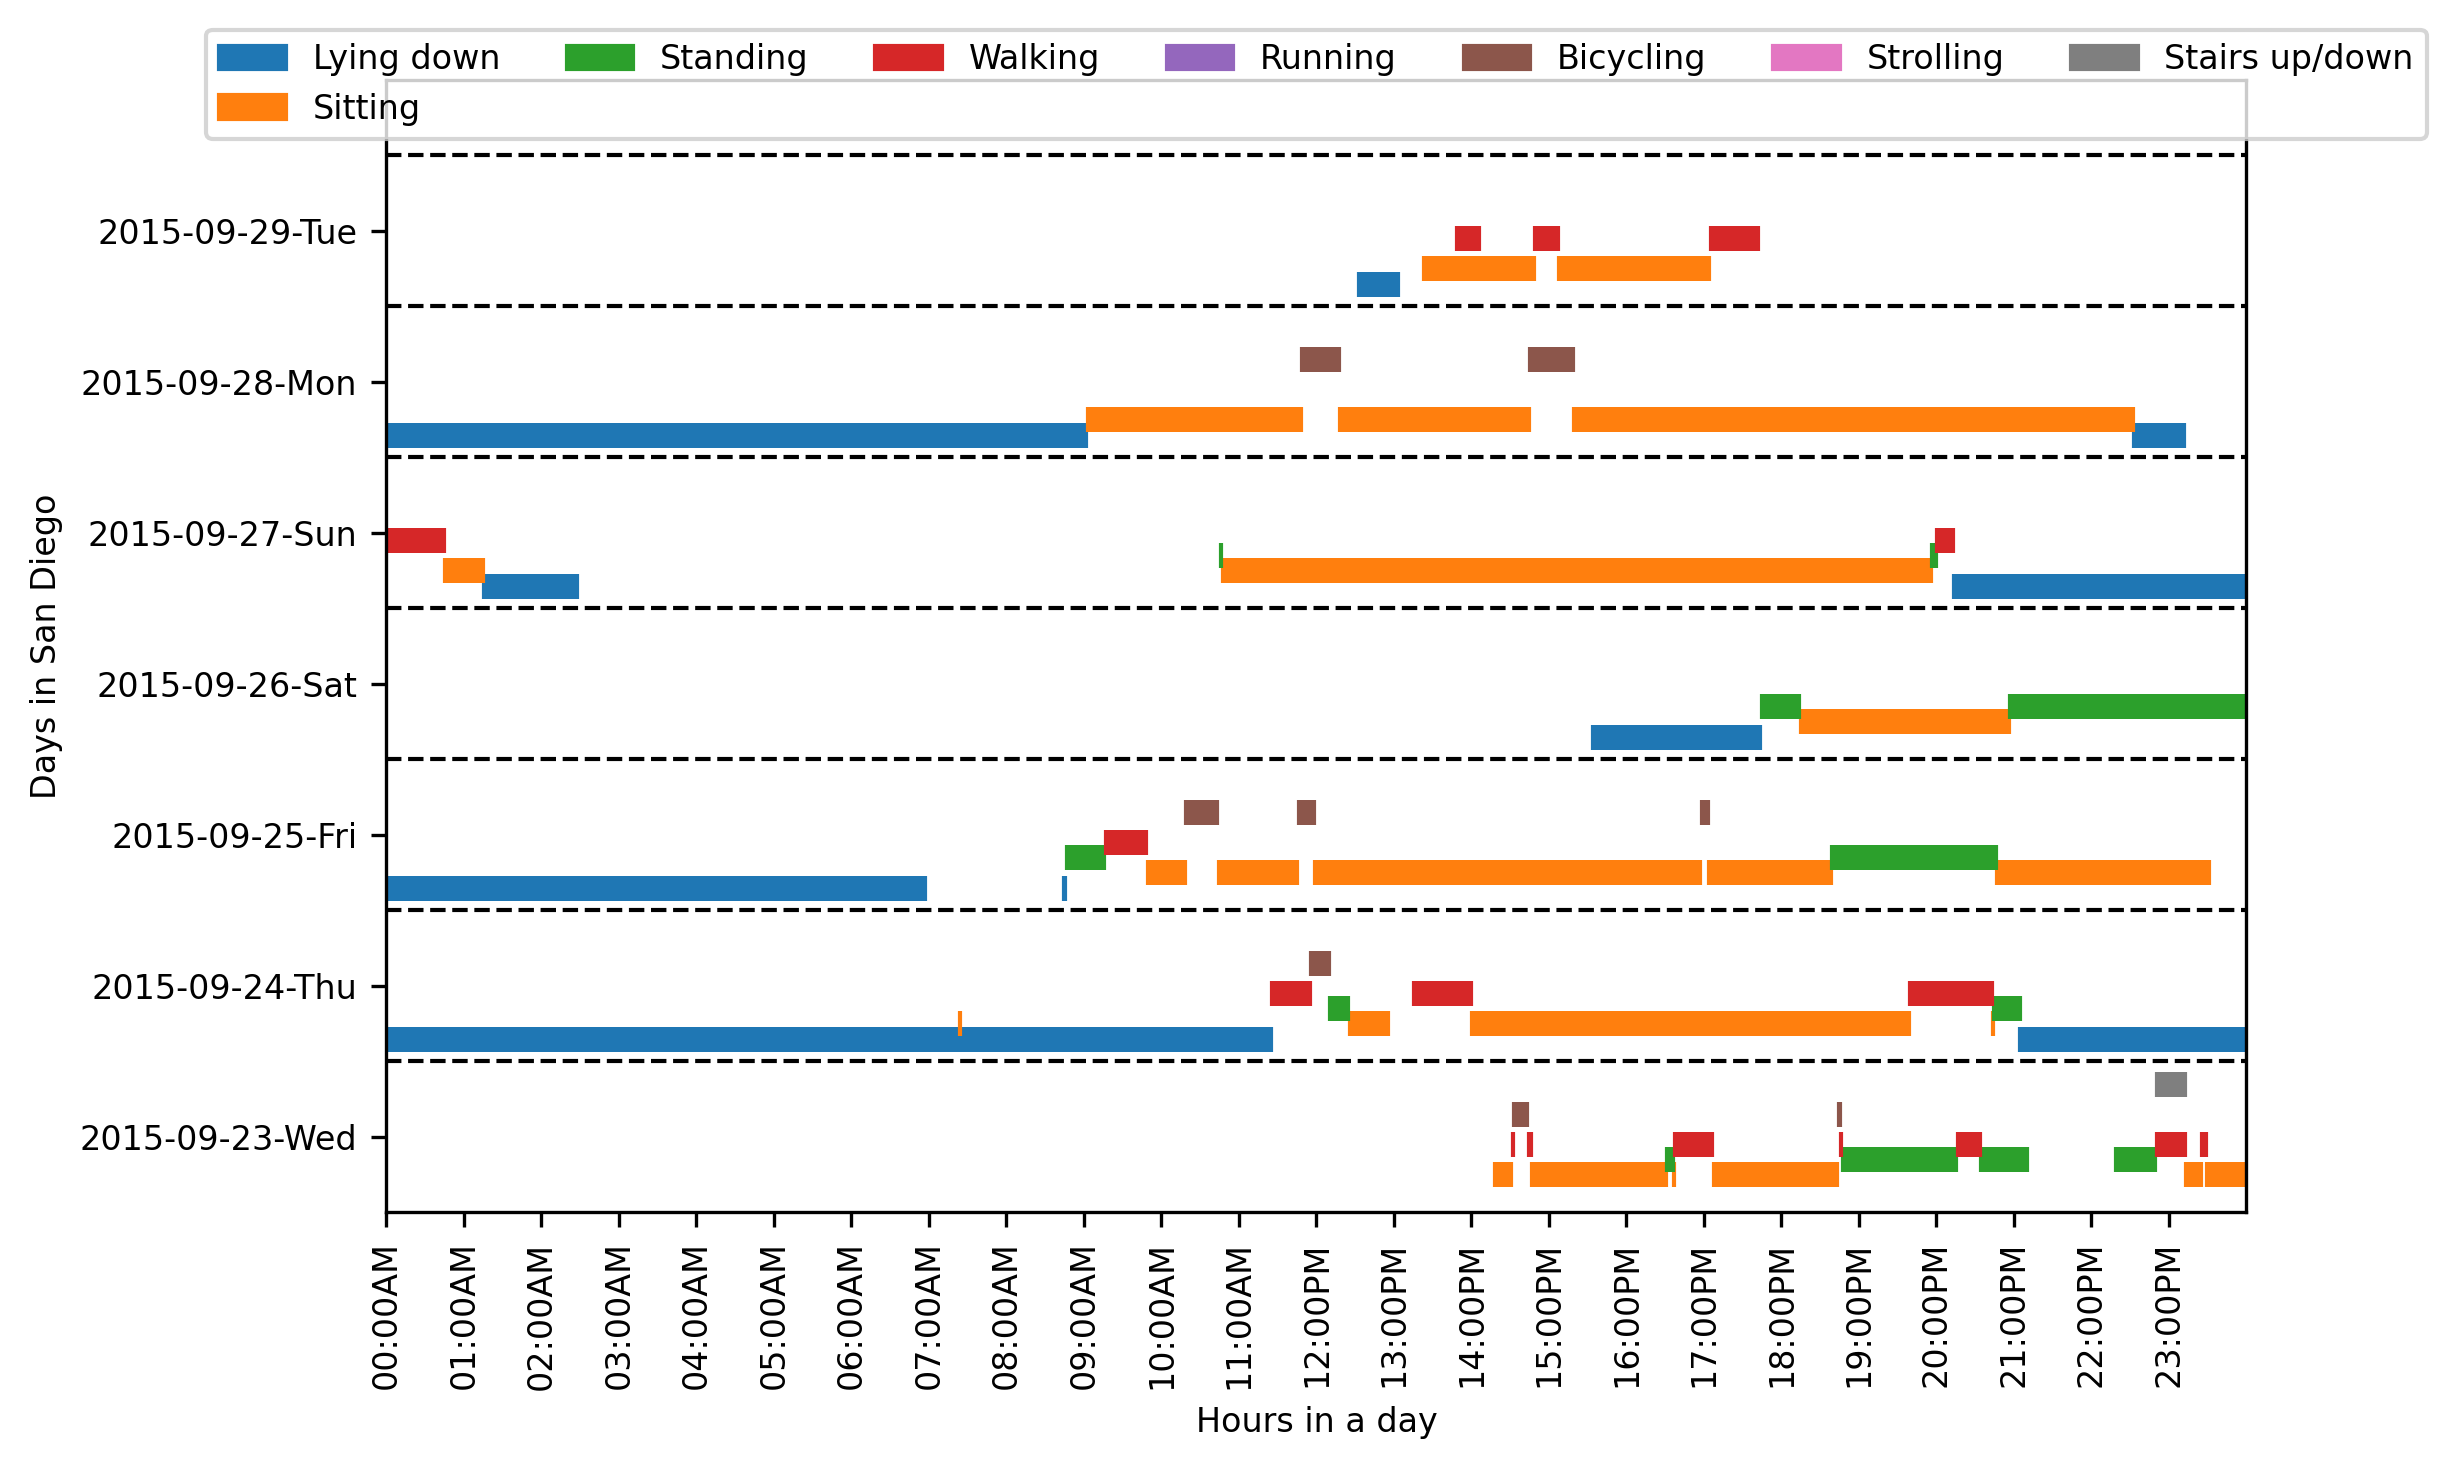 Lying down Standing Walking Running Bicycling Strolling Stairs up/down
Sitting
2015-09-29-Tue
2015-09-28-Mon
2015-09-27-Sun
2015-09-26-Sat
2015-09-25-Fri
2015-09-24-Thu
2015-09-23-Wed
Days in San Diego
00:00AM
01:00AM
02:00AM
03:00AM
04:00AM
05:00AM
06:00AM
07:00AM
08:00AM
09:00AM
10:00AM
11:00AM
12:00PM
13:00PM
14:00PM
15:00PM
16:00PM
17:00PM
18:00PM
19:00PM
20:00PM
21:00PM
22:00PM
23:00PM
Hours in a day